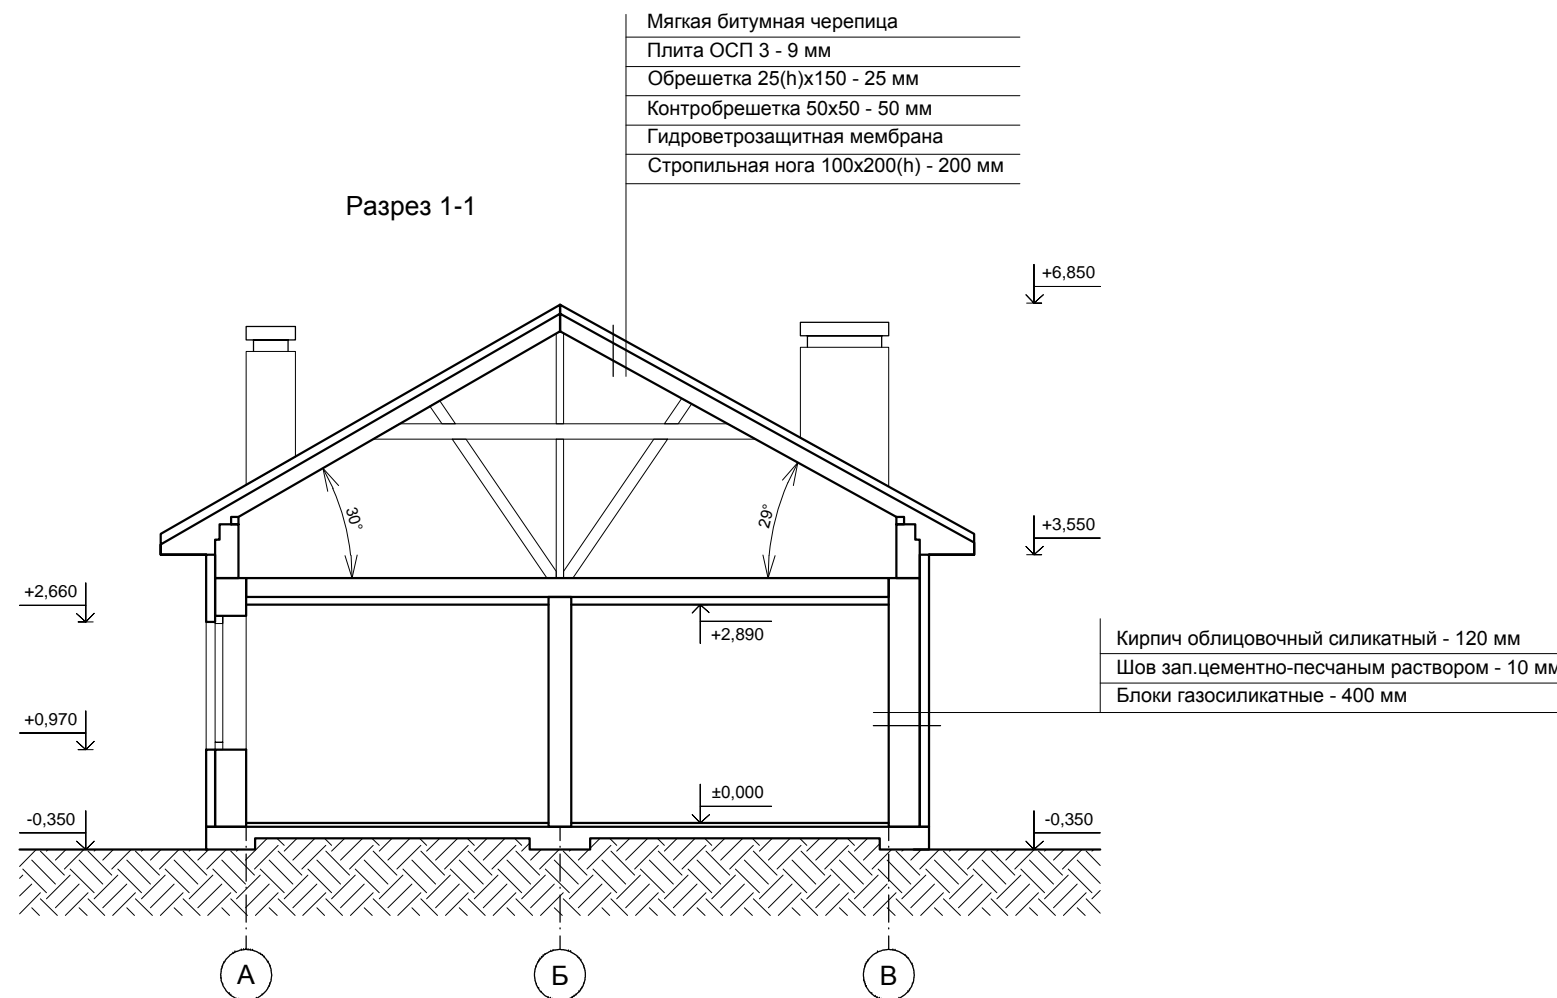 Мягкая битумная черепица
Плита ОСП 3 - 9 мм
Обрешетка 25(h)x150 - 25 мм
Контробрешетка 50x50 - 50 мм
Гидроветрозащитная мембрана
Стропильная нога 100x200(h) - 200 мм
Разрез 1-1
+6,850
30°
29°
+3,550
+2,660
+2,890
Кирпич облицовочный силикатный - 120 мм
Шов зап.цементно-песчаным раствором - 10 мм
Блоки газосиликатные - 400 мм
+0,970
±0,000
-0,350
-0,350
А
Б
В